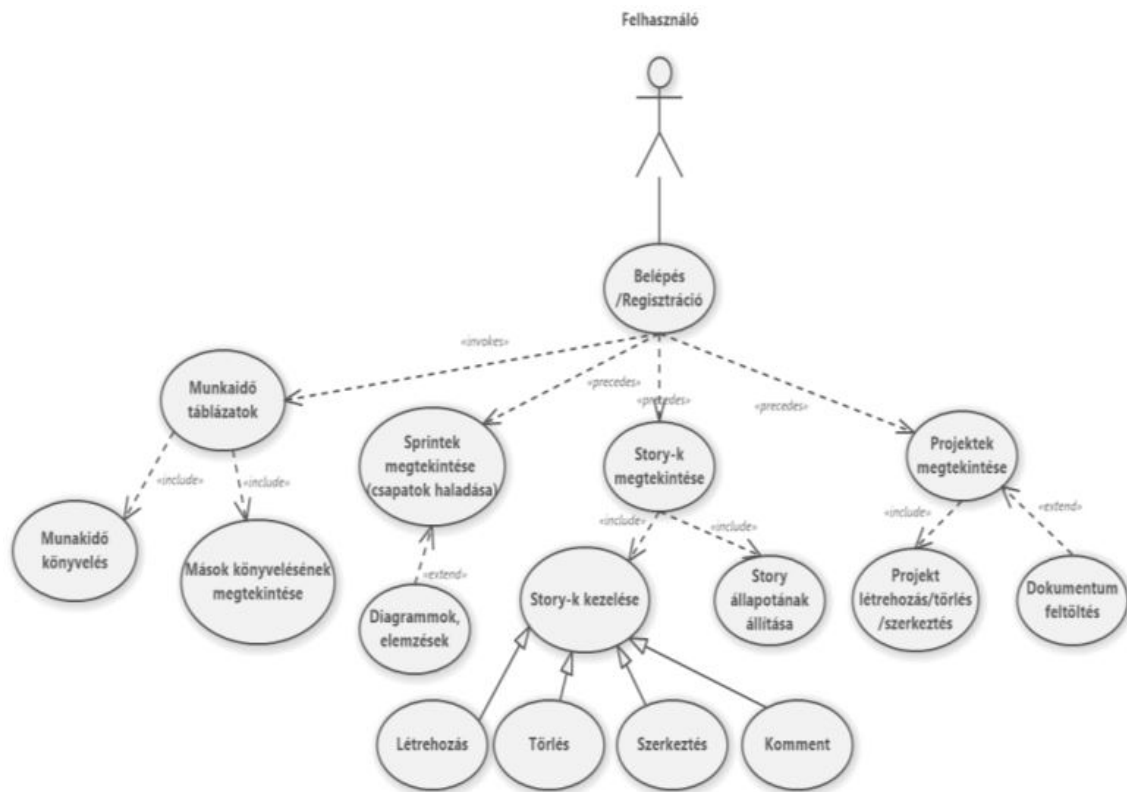 Felhasználó
Belépés
/Regisztráció
«invokes»
«precedes»
«precedes»
«precedes»
Munkaidő
táblázatok
Sprintek
megtekintése
(csapatok haladása)
Story-k
megtekintése
Projektek
megtekintése
«include»
«include»
«include»
«include»
«include»
«extend»
Munakidő
könyvelés
Mások könyvelésének
megtekintése
«extend»
Diagrammok,
elemzések
Story-k kezelése
Story
állapotának
állítása
Projekt
létrehozás/törlés
/szerkeztés
Dokumentum
feltöltés
Létrehozás
Törlés
Szerkeztés
Komment